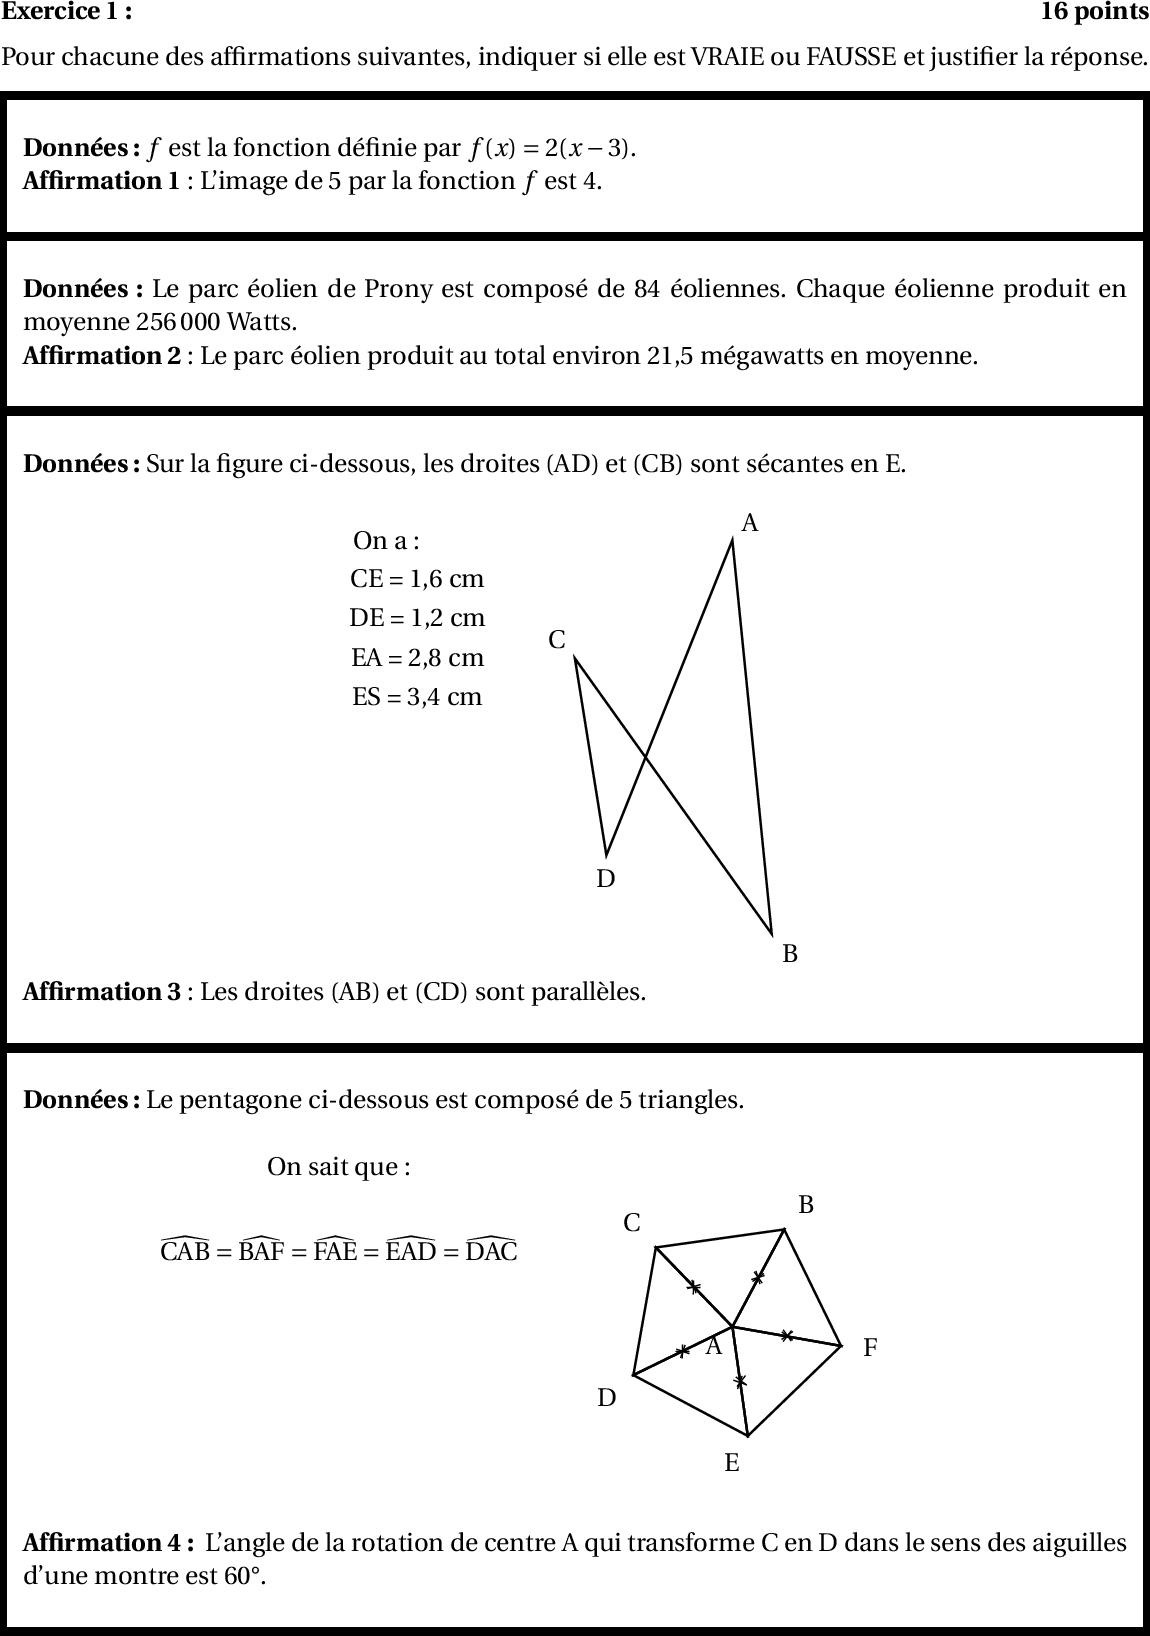 Exercice 1 : 16 points
Pour chacune des affirmations suivantes, indiquer si elle est VRAIE ou FAUSSE et justifier la réponse.
Données : f est la fonction définie par f(x) = 2(x − 3).
Affirmation 1 : L'image de 5 par la fonction f est 4.
Données : Le parc éolien de Prony est composé de 84 éoliennes. Chaque éolienne produit en
moyenne 256 000 Watts.
Affirmation 2 : Le parc éolien produit au total environ 21,5 mégawatts en moyenne.
Données : Sur la figure ci-dessous, les droites (AD) et (CB) sont sécantes en E.
On a :
CE = 1,6 cm
DE = 1,2 cm
EA = 2,8 cm
ES = 3,4 cm
A
C
D
B
Affirmation 3 : Les droites (AB) et (CD) sont parallèles.
Données : Le pentagone ci-dessous est composé de 5 triangles.
On sait que :
$\widehat{CAB} = \widehat{BAF} = \widehat{FAE} = \widehat{EAD} = \widehat{DAC}$
B
C
A
F
D
E
Affirmation 4 : L'angle de la rotation de centre A qui transforme C en D dans le sens des aiguilles
d'une montre est 60°.